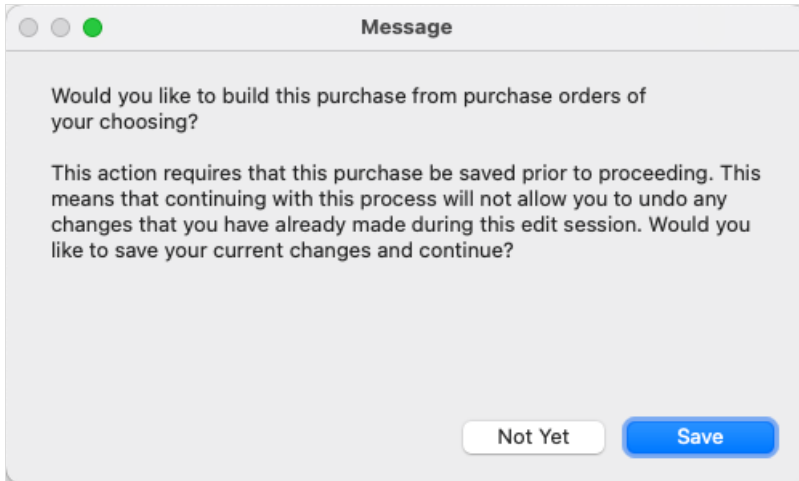 Message
Would you like to build this purchase from purchase orders of
your choosing?
This action requires that this purchase be saved prior to proceeding. This
means that continuing with this process will not allow you to undo any
changes that you have already made during this edit session. Would you
like to save your current changes and continue?
Not Yet
Save